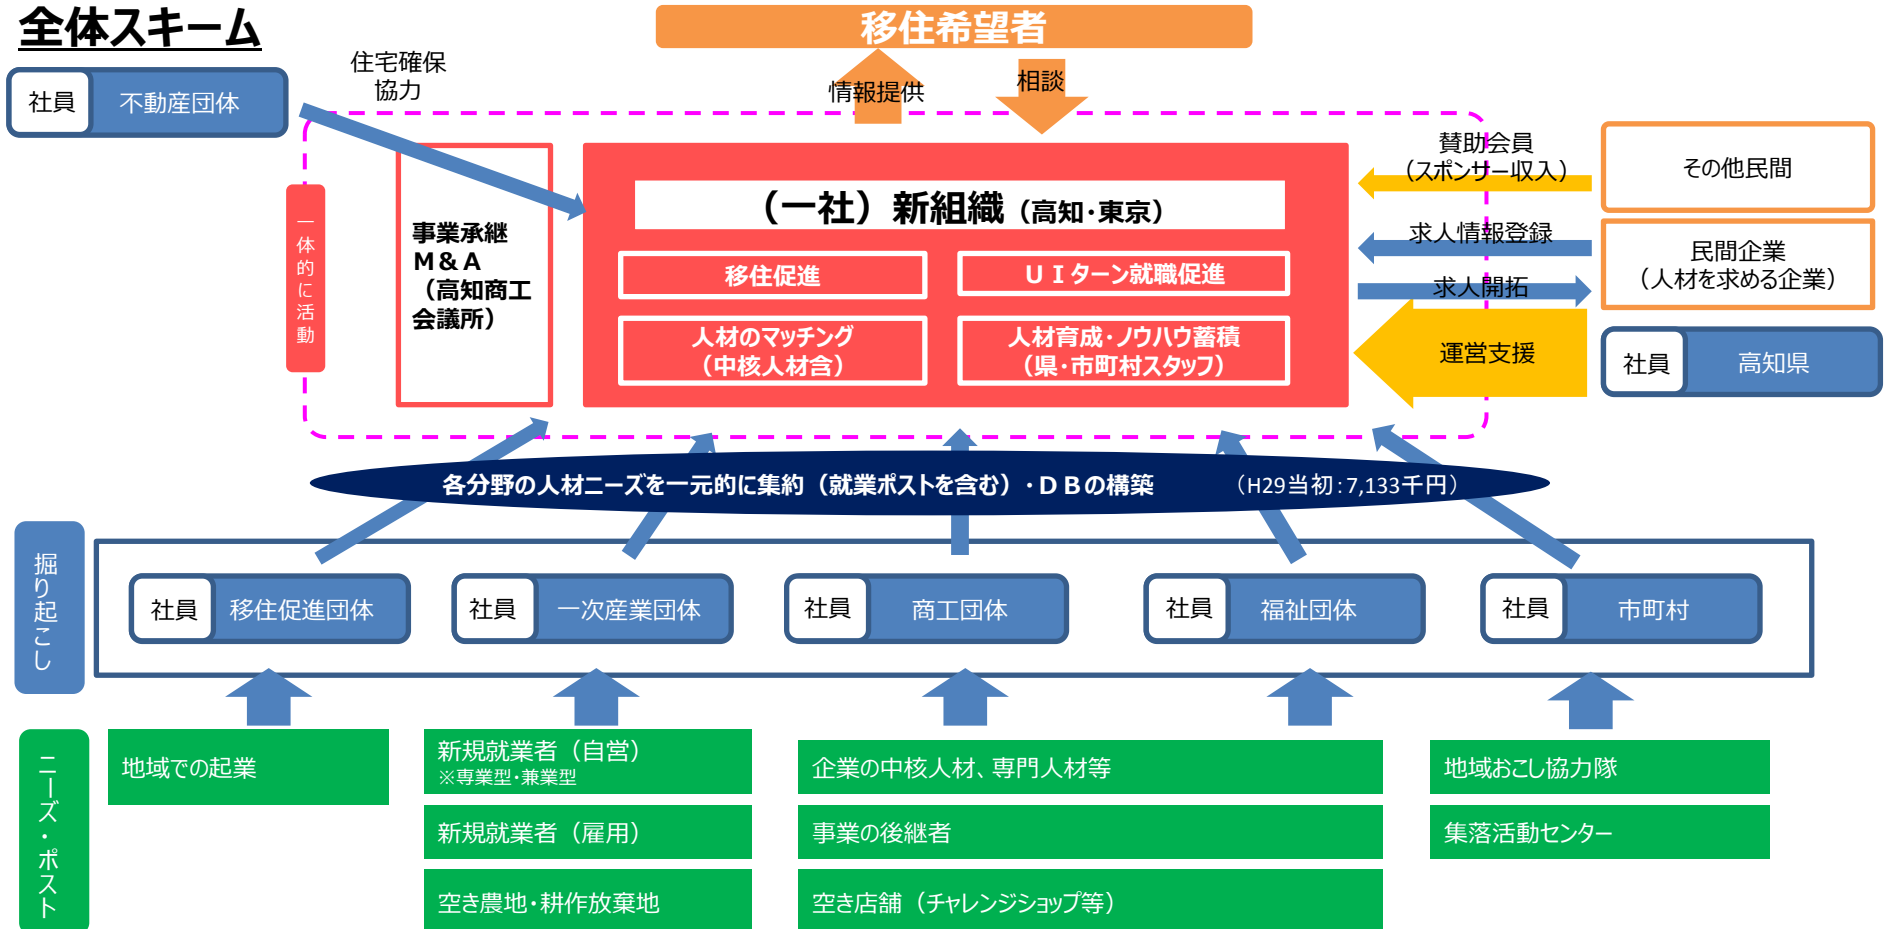 全体スキーム
移住希望者
社員 不動産団体
住宅確保
協力
情報提供
相談
一体的に活動
事業承継
M&A
（高知商工
会議所）
（一社）新組織（高知・東京）
移住促進
UIターン就職促進
人材のマッチング
（中核人材含）
人材育成・ノウハウ蓄積
（県・市町村スタッフ）
賛助会員
（スポンサー収入）
その他民間
求人情報登録
求人開拓
民間企業
（人材を求める企業）
運営支援
社員 高知県
各分野の人材ニーズを一元的に集約（就業ポストを含む）・DBの構築 （H29当初：7,133千円）
掘り起こし
社員 移住促進団体
社員 一次産業団体
社員 商工団体
社員 福祉団体
社員 市町村
ニーズ・ポスト
地域での起業
新規就業者（自営）
※専業型・兼業型
新規就業者（雇用）
空き農地・耕作放棄地
企業の中核人材、専門人材等
事業の後継者
空き店舗（チャレンジショップ等）
地域おこし協力隊
集落活動センター